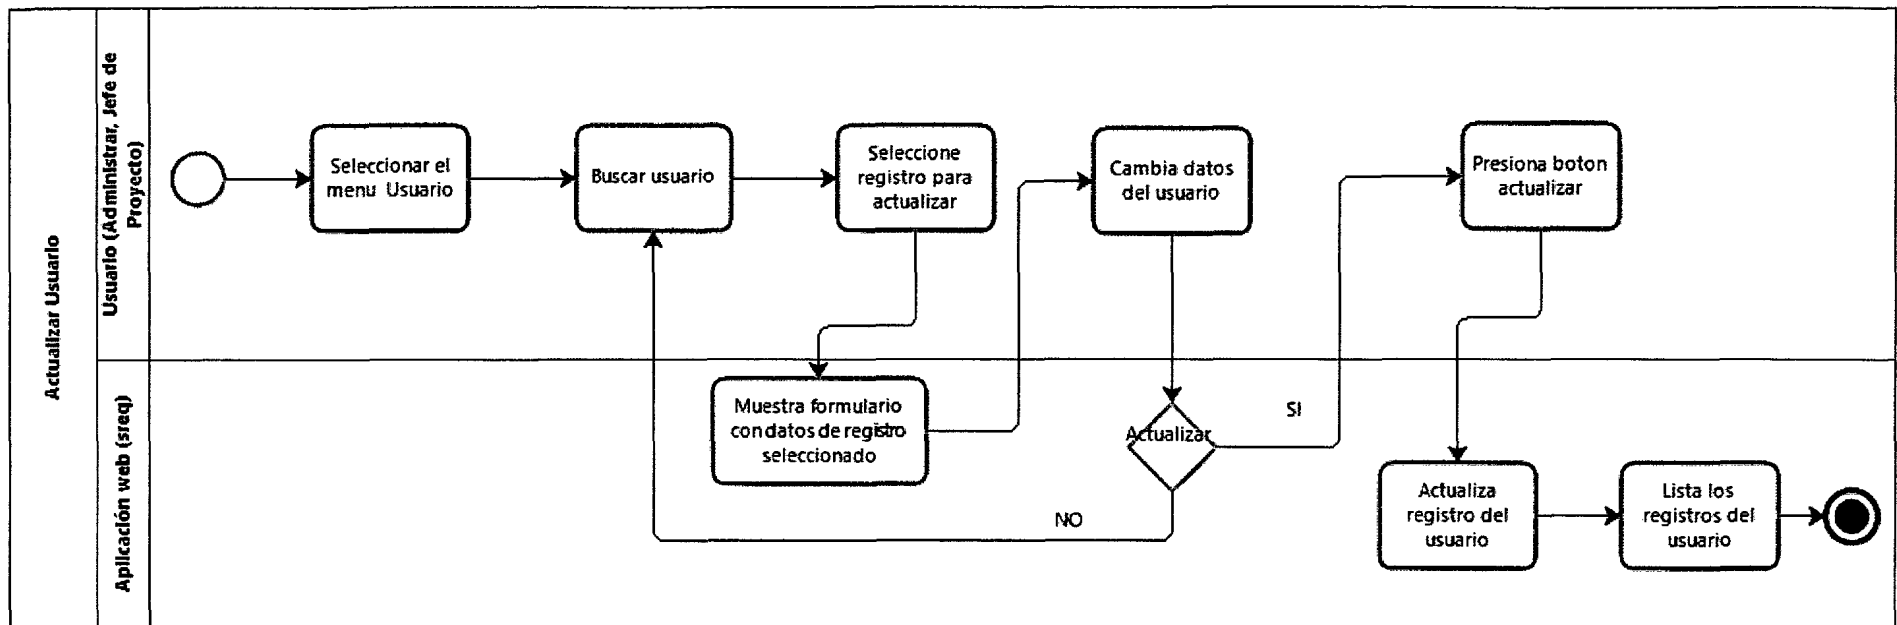 Actualizar Usuario
Usuario (Administrar, Jefe de
Proyecto)
Seleccionar el
menu Usuario
Buscar usuario
Seleccione
registro para
actualizar
Cambia datos
del usuario
Presiona boton
actualizar
Aplicación web (sreq)
Muestra formulario
con datos de registro
seleccionado
Actualizar
SI
NO
Actualiza
registro del
usuario
Lista los
registros del
usuario